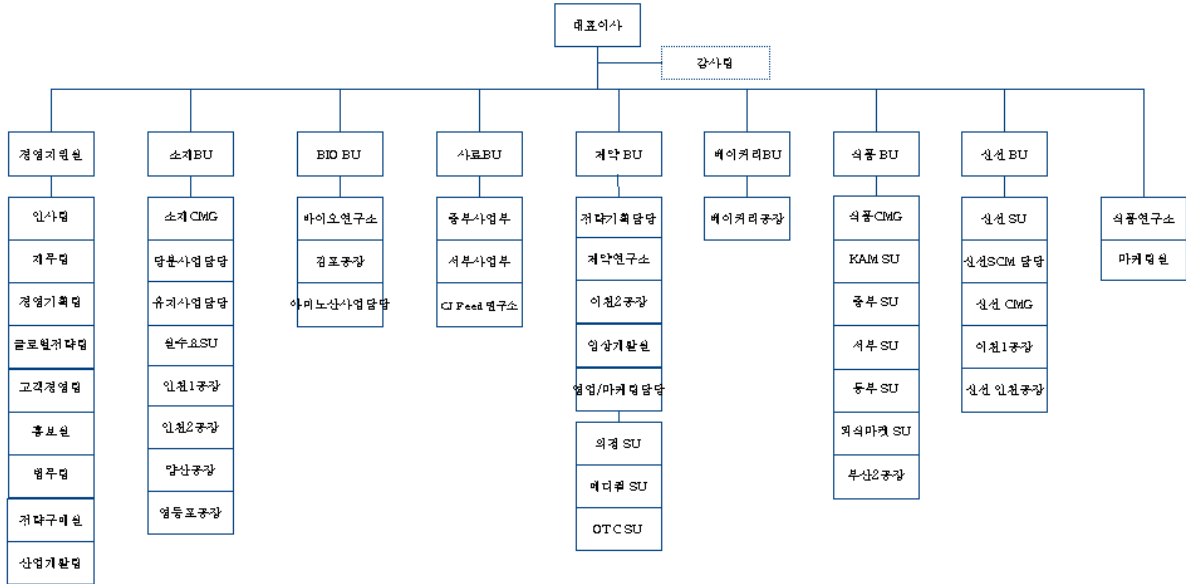 대표이사
감사팀
경영지원실
소재BU
BIO BU
사료BU
제약 BU
베이커리BU
식품 BU
신선 BU
인사팀
재무팀
경영기획팀
글로벌전략팀
고객경영팀
홍보실
법무팀
전략구매실
산업개발팀
소재 CMG
당분사업담당
유지사업담당
실수요SU
인천1공장
인천2공장
양산공장
영등포공장
바이오연구소
김포공장
아미노산사업담당
중부사업부
서부사업부
CJ Feed 연구소
전략기획담당
제약연구소
이천2공장
임상개발실
영업/마케팅담당
의정 SU
메디컬 SU
OTC SU
베이커리공장
식품CMG
KAM SU
중부 SU
서부 SU
동부 SU
외식마켓 SU
부산2공장
신선 SU
신선SCM 담당
신선 CMG
이천1공장
신선 인천공장
식품연구소
마케팅실